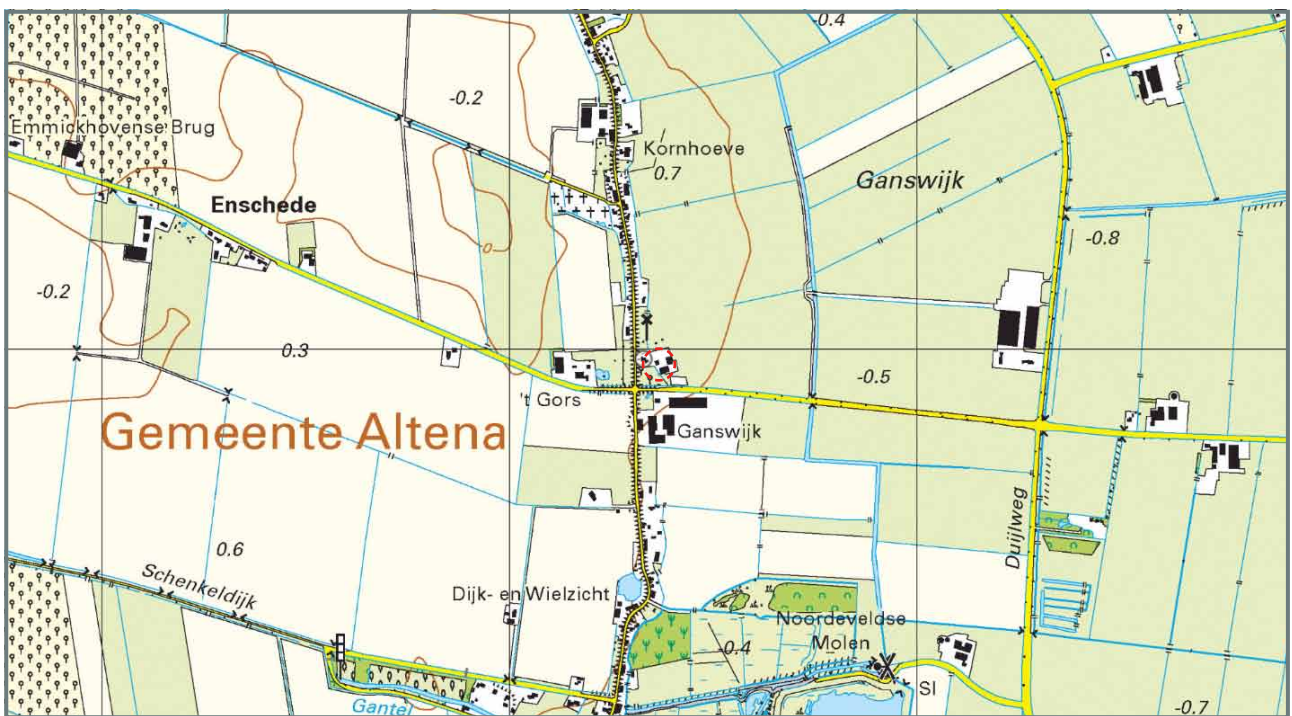 -0.4
-0.2
Emmickhovense Brug
Kornhoeve
0.7
Ganswijk
Enschede
-0.8
0
-0.2
0.3
-0.5
't Gors
Gemeente Altena
Ganswijk
Duijlweg
0.6
Schenkeldijk
Dijk- en Wielzicht
Noordeveldse
Molen
-0.4
Sl
Gantel
-0.7